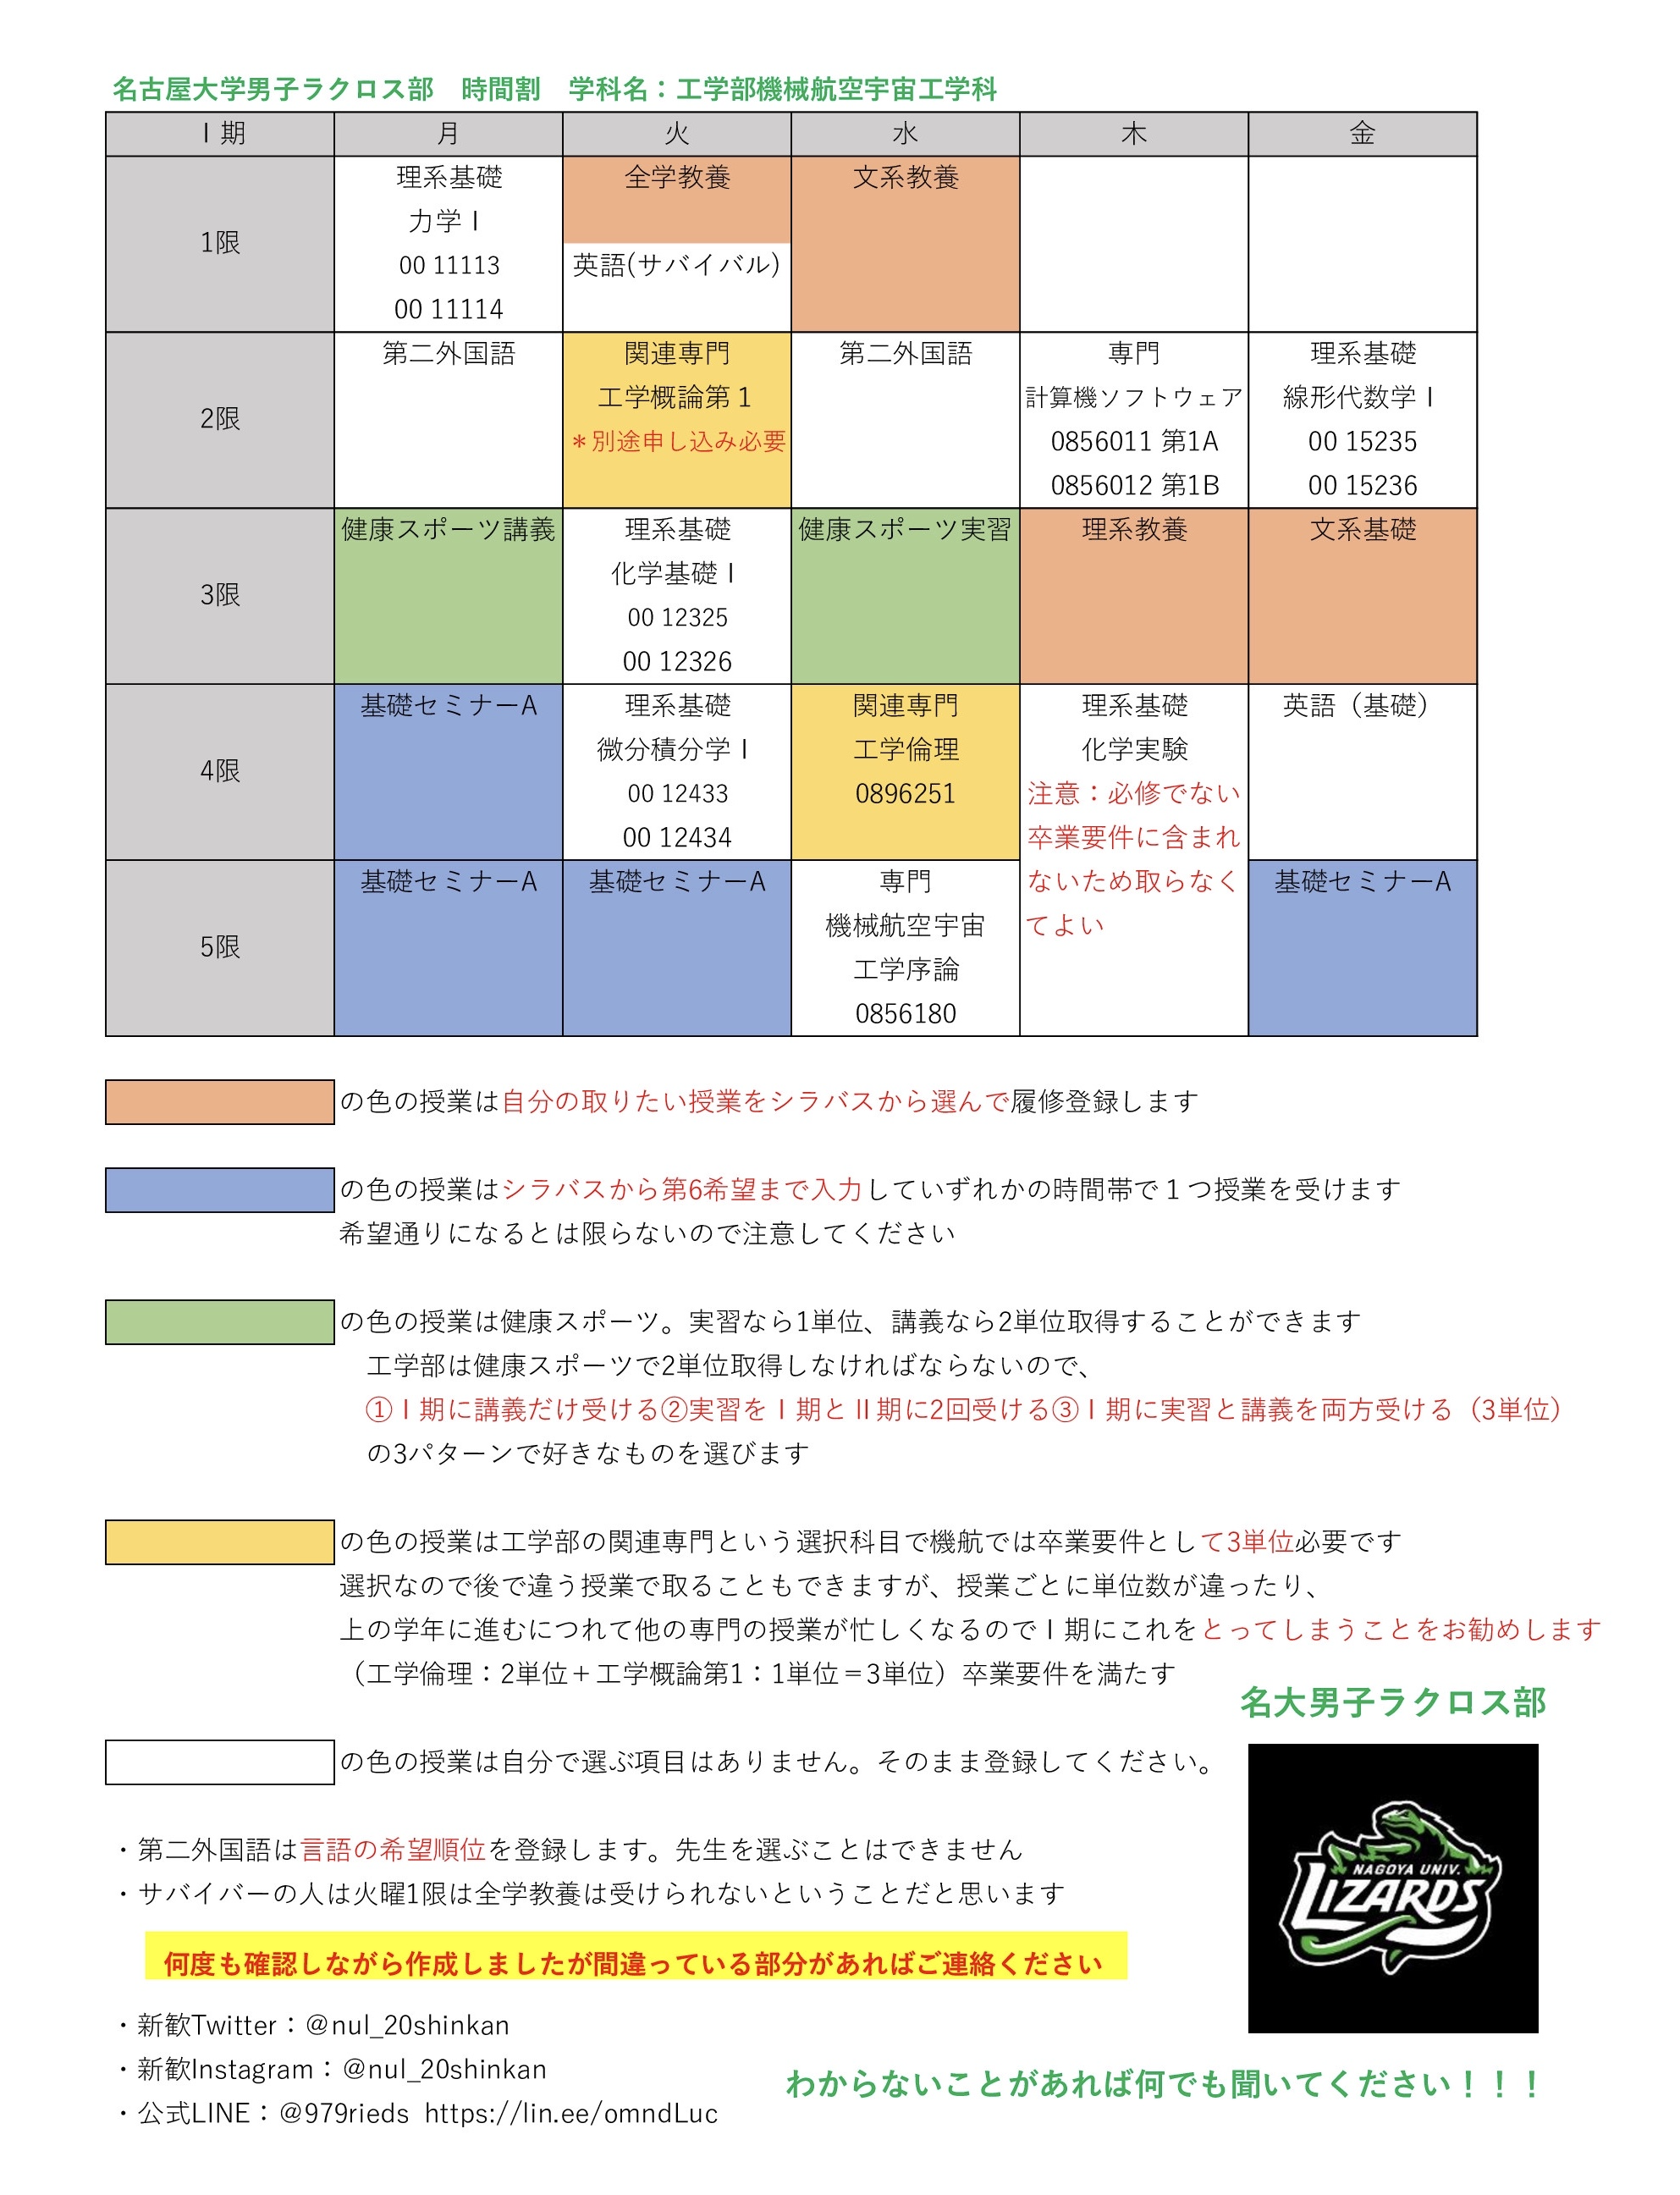 名古屋大学男子ラクロス部　時間割　学科名：工学部機械航空宇宙工学科
Ⅰ期 月 火 水 木 金
1限
理系基礎
力学Ⅰ
00 11113
00 11114
全学教養
英語(サバイバル)
文系教養
2限
第二外国語
関連専門
工学概論第１
＊別途申し込み必要
第二外国語
専門
計算機ソフトウェア
0856011 第1A
0856012 第1B
理系基礎
線形代数学Ⅰ
00 15235
00 15236
3限
健康スポーツ講義
理系基礎
化学基礎Ⅰ
00 12325
00 12326
健康スポーツ実習
理系教養
文系基礎
4限
基礎セミナーA
理系基礎
微分積分学Ⅰ
00 12433
00 12434
関連専門
工学倫理
0896251
理系基礎
化学実験
注意：必修でない
卒業要件に含まれ
ないため取らなく
てよい
英語（基礎）
5限
基礎セミナーA
基礎セミナーA
専門
機械航空宇宙
工学序論
0856180
基礎セミナーA
の色の授業は自分の取りたい授業をシラバスから選んで履修登録します
の色の授業はシラバスから第6希望まで入力していずれかの時間帯で１つ授業を受けます
希望通りになるとは限らないので注意してください
の色の授業は健康スポーツ。実習なら1単位、講義なら2単位取得することができます
工学部は健康スポーツで2単位取得しなければならないので、
①Ⅰ期に講義だけ受ける②実習をⅠ期とⅡ期に2回受ける③Ⅰ期に実習と講義を両方受ける（3単位）
の3パターンで好きなものを選びます
の色の授業は工学部の関連専門という選択科目で機航では卒業要件として3単位必要です
選択なので後で違う授業で取ることもできますが、授業ごとに単位数が違ったり、
上の学年に進むにつれて他の専門の授業が忙しくなるのでⅠ期にこれをとってしまうことをお勧めします
（工学倫理：2単位＋工学概論第1：1単位＝3単位）卒業要件を満たす
名大男子ラクロス部
の色の授業は自分で選ぶ項目はありません。そのまま登録してください。
・第二外国語は言語の希望順位を登録します。先生を選ぶことはできません
・サバイバーの人は火曜1限は全学教養は受けられないということだと思います
NAGOYA UNIV.
LIZARDS
何度も確認しながら作成しましたが間違っている部分があればご連絡ください
・新歓Twitter：@nul_20shinkan
・新歓Instagram：@nul_20shinkan
・公式LINE：@979rieds https://lin.ee/omndLuc
わからないことがあれば何でも聞いてください！！！